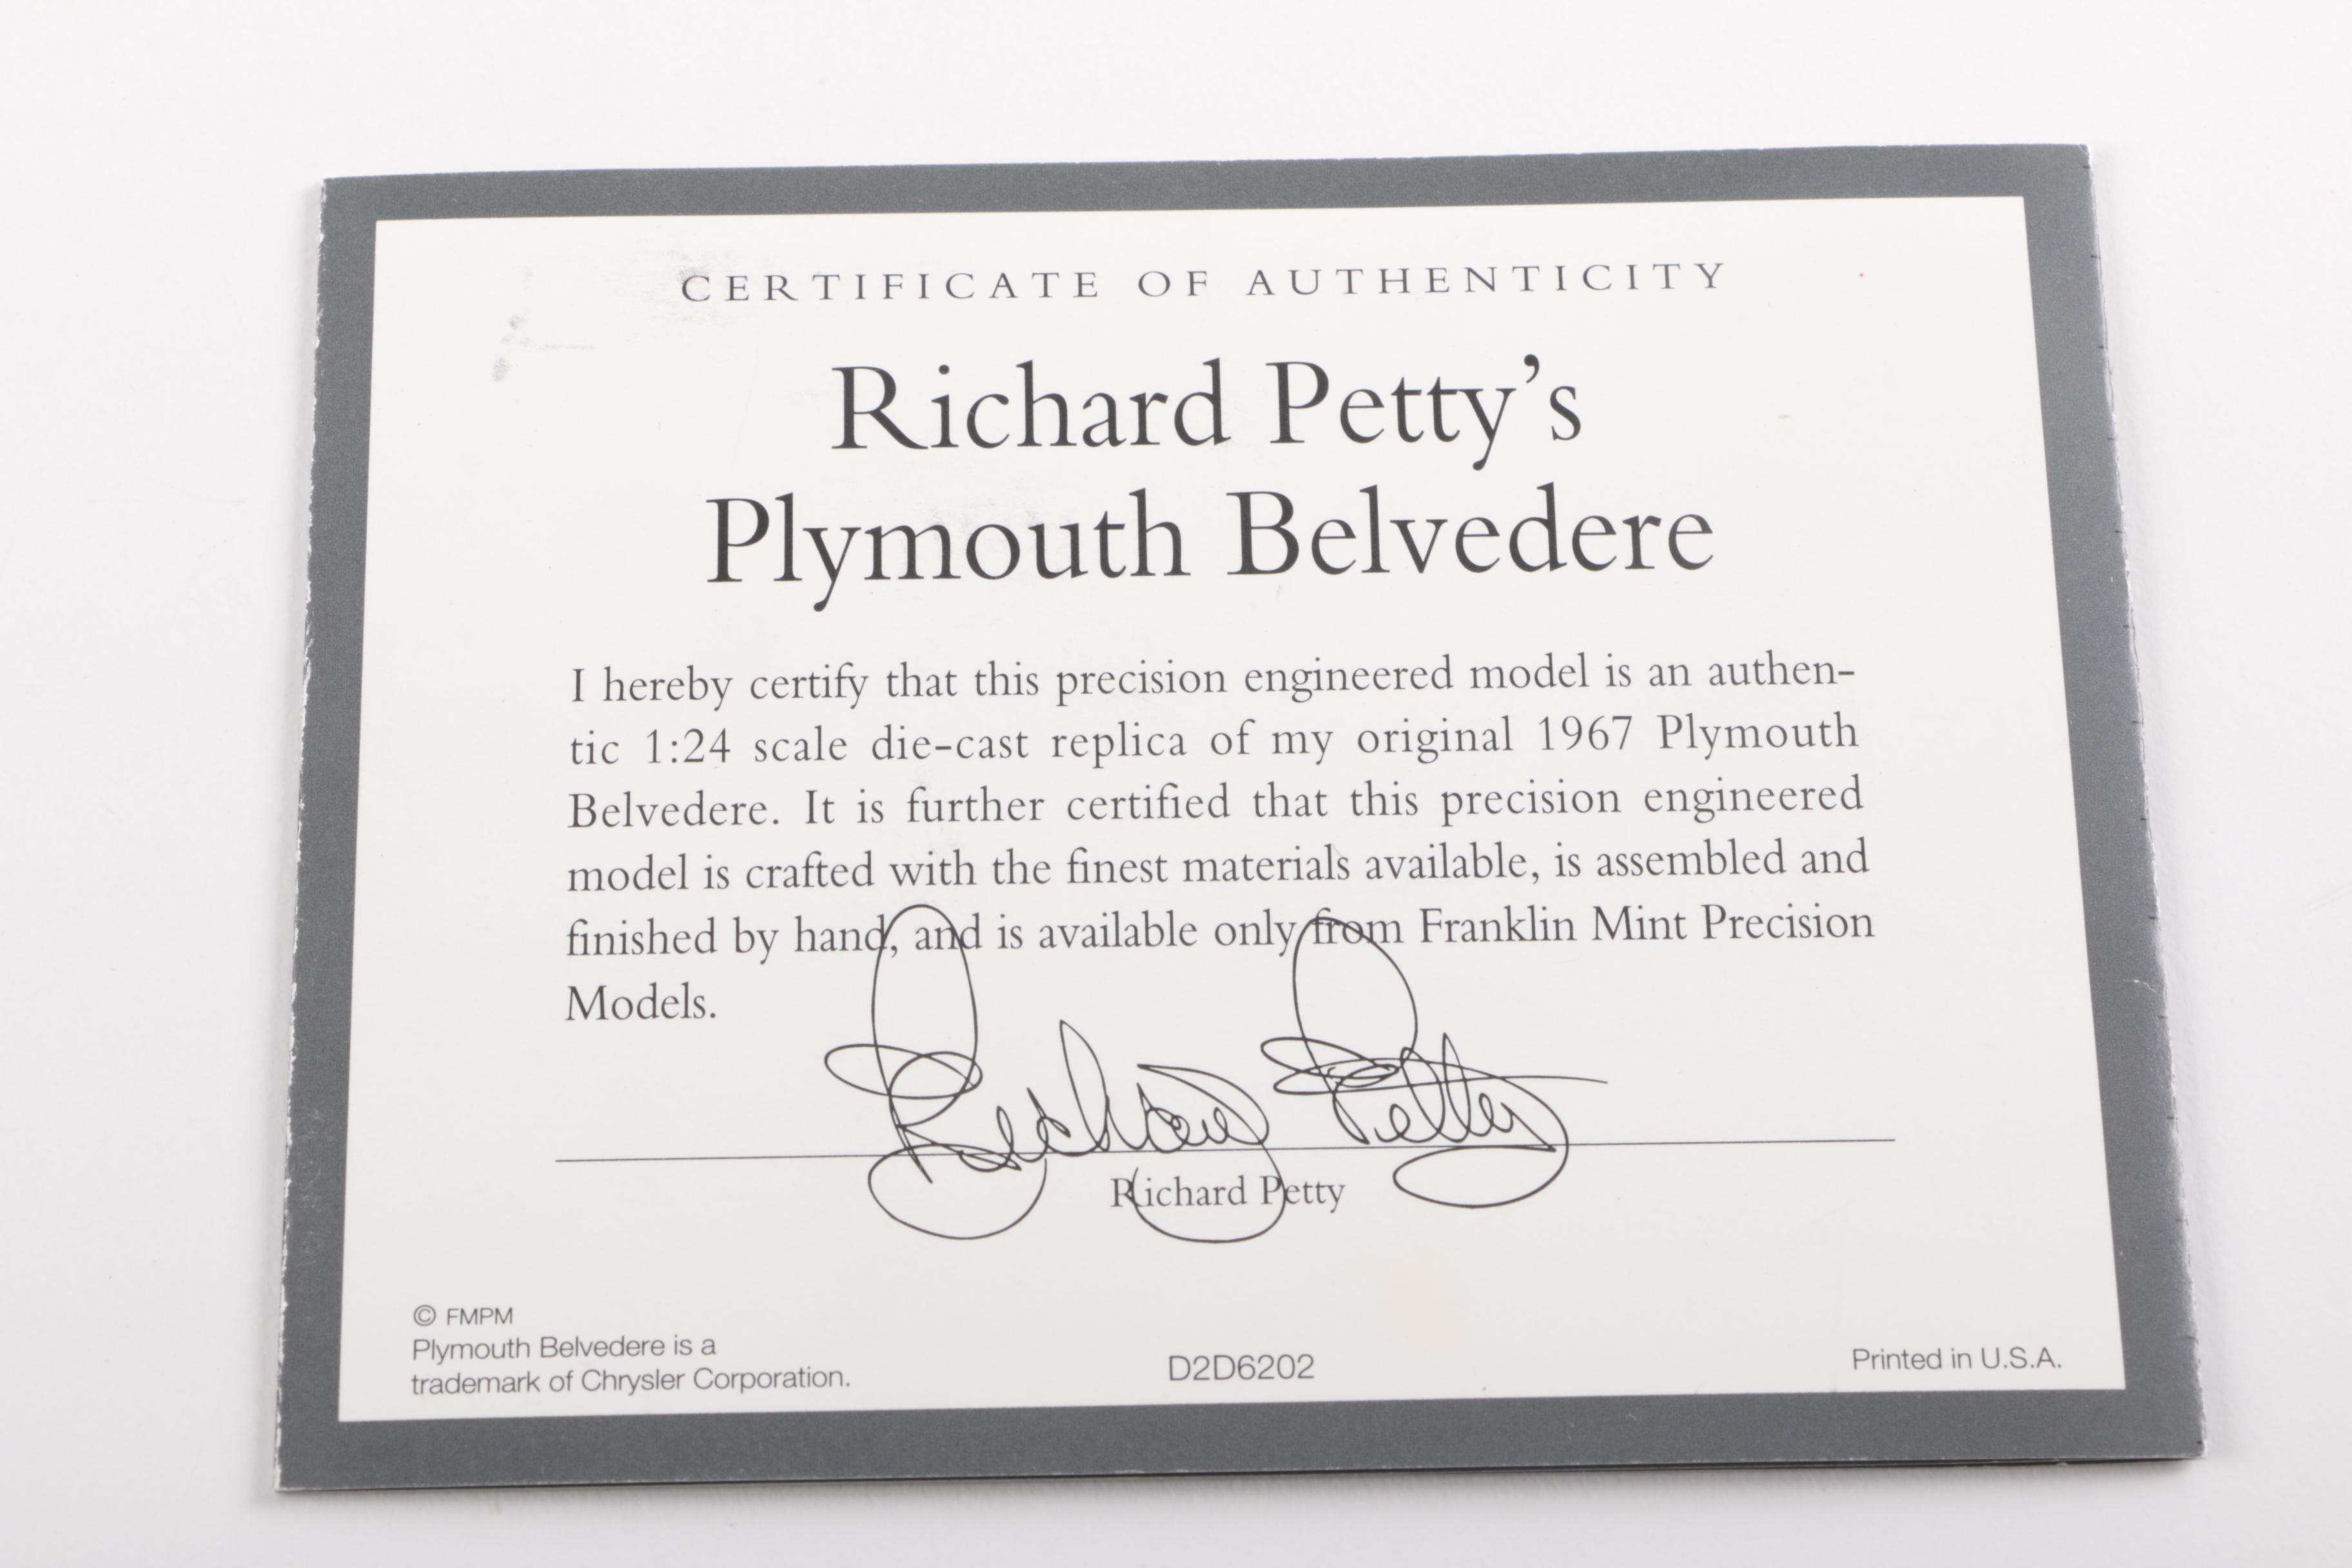 CERTIFICATE OF AUTHENTICITY
Richard Petty's
Plymouth Belvedere
I hereby certify that this precision engineered model is an authen-
tic 1:24 scale die-cast replica of my original 1967 Plymouth
Belvedere. It is further certified that this precision engineered
model is crafted with the finest materials available, is assembled and
finished by hand, and is available only from Franklin Mint Precision
Models.
Richard Petty
Richard Petty
© FMPM
Plymouth Belvedere is a
trademark of Chrysler Corporation.
D2D6202
Printed in U.S.A.